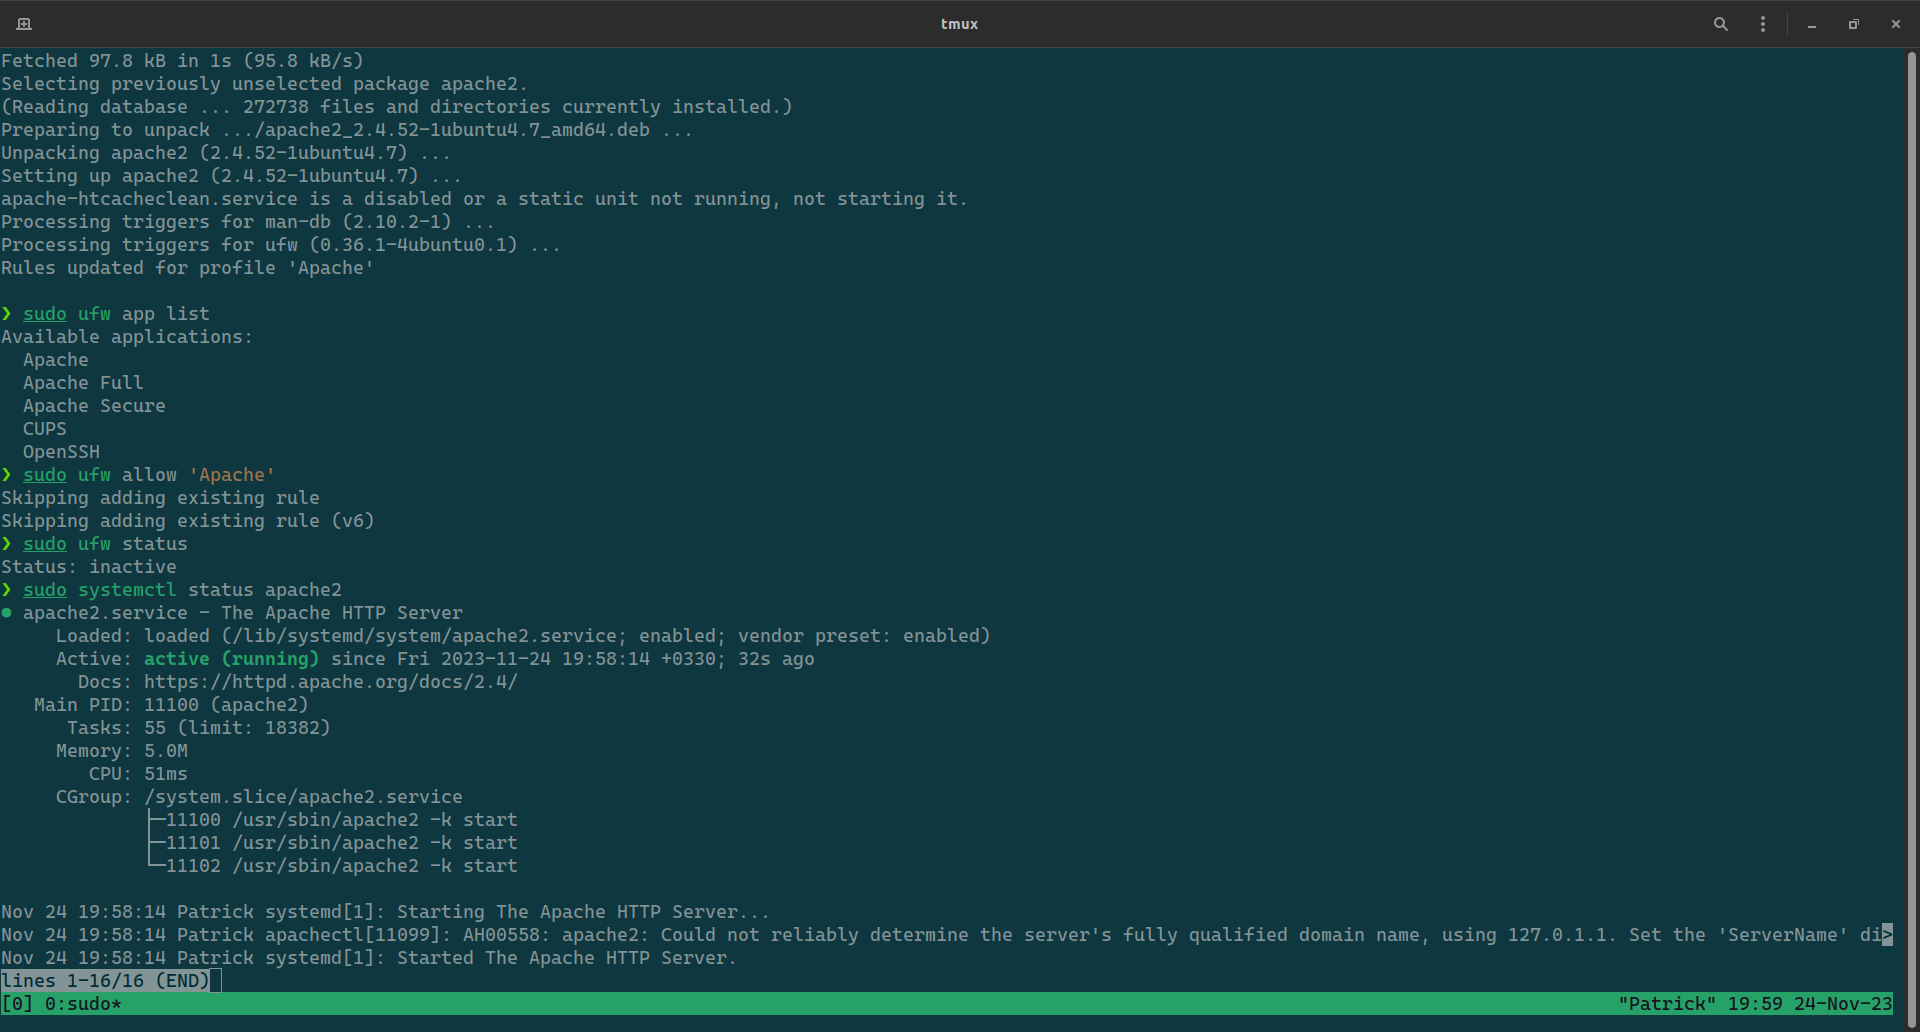 tmux
Fetched 97.8 kB in 1s (95.8 kB/s)
Selecting previously unselected package apache2.
(Reading database ... 272738 files and directories currently installed.)
Preparing to unpack .../apache2_2.4.52-1ubuntu4.7_amd64.deb ...
Unpacking apache2 (2.4.52-1ubuntu4.7) ...
Setting up apache2 (2.4.52-1ubuntu4.7) ...
apache-htcacheclean.service is a disabled or a static unit not running, not starting it.
Processing triggers for man-db (2.10.2-1) ...
Processing triggers for ufw (0.36.1-4ubuntu0.1) ...
Rules updated for profile 'Apache'
❯ sudo ufw app list
Available applications:
  Apache
  Apache Full
  Apache Secure
  CUPS
  OpenSSH
❯ sudo ufw allow 'Apache'
Skipping adding existing rule
Skipping adding existing rule (v6)
❯ sudo ufw status
Status: inactive
❯ sudo systemctl status apache2
● apache2.service - The Apache HTTP Server
     Loaded: loaded (/lib/systemd/system/apache2.service; enabled; vendor preset: enabled)
     Active: active (running) since Fri 2023-11-24 19:58:14 +0330; 32s ago
       Docs: https://httpd.apache.org/docs/2.4/
   Main PID: 11100 (apache2)
      Tasks: 55 (limit: 18382)
     Memory: 5.0M
        CPU: 51ms
     CGroup: /system.slice/apache2.service
             ├─11100 /usr/sbin/apache2 -k start
             ├─11101 /usr/sbin/apache2 -k start
             └─11102 /usr/sbin/apache2 -k start
Nov 24 19:58:14 Patrick systemd[1]: Starting The Apache HTTP Server...
Nov 24 19:58:14 Patrick apachectl[11099]: AH00558: apache2: Could not reliably determine the server's fully qualified domain name, using 127.0.1.1. Set the 'ServerName' di>
Nov 24 19:58:14 Patrick systemd[1]: Started The Apache HTTP Server.
lines 1-16/16 (END)
[0] 0:sudo* "Patrick" 19:59 24-Nov-23